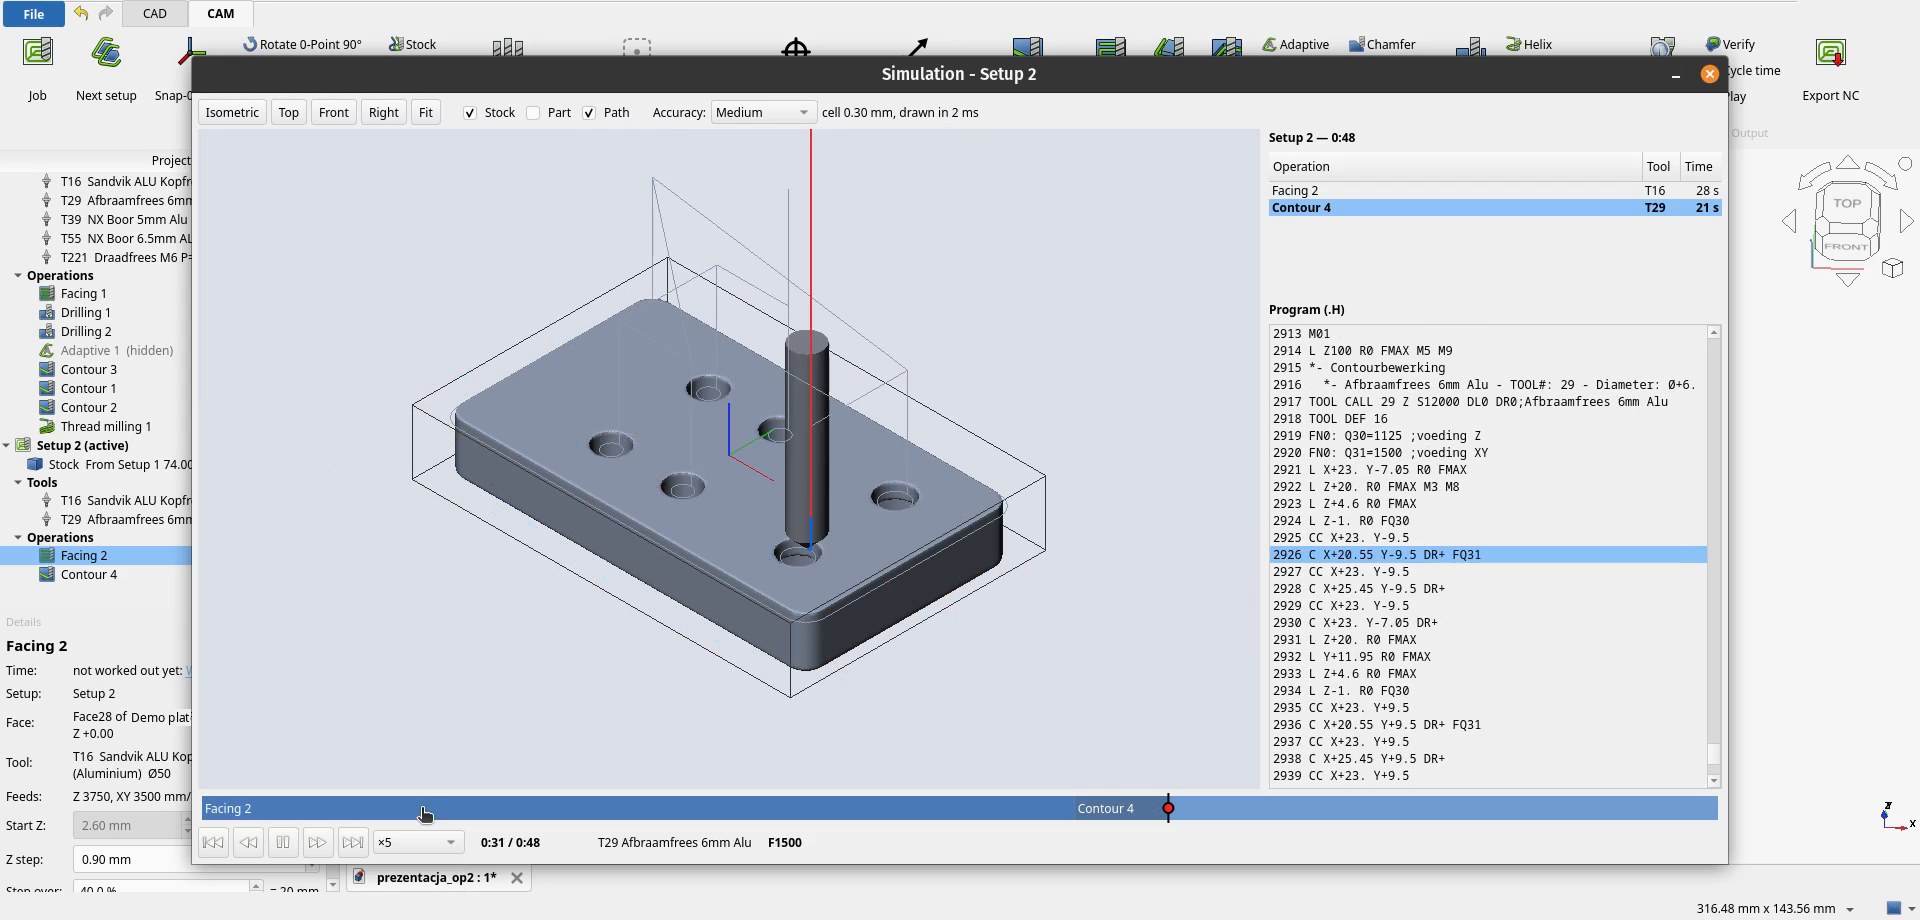 File
CAD
CAM
Rotate 0-Point 90°
Stock
Adaptive
Chamfer
Helix
Verify
Cycle time
Play
Job
Next setup
Snap-0
Export NC
Output
Simulation - Setup 2
Isometric
Top
Front
Right
Fit
Stock
Part
Path
Accuracy:
Medium
cell 0.30 mm, drawn in 2 ms
Project
T16 Sandvik ALU Kopfr
T29 Afbraamfrees 6mm
T39 NX Boor 5mm Alu
T55 NX Boor 6.5mm AL
T221 Draadfrees M6 P=
Operations
Facing 1
Drilling 1
Drilling 2
Adaptive 1 (hidden)
Contour 3
Contour 1
Contour 2
Thread milling 1
Setup 2 (active)
Stock From Setup 1 74.00
Tools
T16 Sandvik ALU Kopfr
T29 Afbraamfrees 6mm
Operations
Facing 2
Contour 4
Details
Facing 2
Time: not worked out yet: W
Setup: Setup 2
Face: Face28 of Demo plat
Z +0.00
Tool: T16 Sandvik ALU Kop
(Aluminium) Ø50
Feeds: Z 3750, XY 3500 mm/
Start Z: 2.60 mm
Z step: 0.90 mm
Step over: 40.0 % = 20 mm
Setup 2 — 0:48
Operation Tool Time
Facing 2 T16 28 s
Contour 4 T29 21 s
Program (.H)
2913 M01
2914 L Z100 R0 FMAX M5 M9
2915 *- Contourbewerking
2916 *- Afbraamfrees 6mm Alu - TOOL#: 29 - Diameter: Ø+6.
2917 TOOL CALL 29 Z S12000 DL0 DR0;Afbraamfrees 6mm Alu
2918 TOOL DEF 16
2919 FN0: Q30=1125 ;voeding Z
2920 FN0: Q31=1500 ;voeding XY
2921 L X+23. Y-7.05 R0 FMAX
2922 L Z+20. R0 FMAX M3 M8
2923 L Z+4.6 R0 FMAX
2924 L Z-1. R0 FQ30
2925 CC X+23. Y-9.5
2926 C X+20.55 Y-9.5 DR+ FQ31
2927 CC X+23. Y-9.5
2928 C X+25.45 Y-9.5 DR+
2929 CC X+23. Y-9.5
2930 C X+23. Y-7.05 DR+
2931 L Z+20. R0 FMAX
2932 L Y+11.95 R0 FMAX
2933 L Z+4.6 R0 FMAX
2934 L Z-1. R0 FQ30
2935 CC X+23. Y+9.5
2936 C X+20.55 Y+9.5 DR+ FQ31
2937 CC X+23. Y+9.5
2938 C X+25.45 Y+9.5 DR+
2939 CC X+23. Y+9.5
TOP
FRONT
Z
X
Facing 2
Contour 4
×5
0:31 / 0:48
T29 Afbraamfrees 6mm Alu
F1500
prezentacja_op2 : 1*
316.48 mm x 143.56 mm